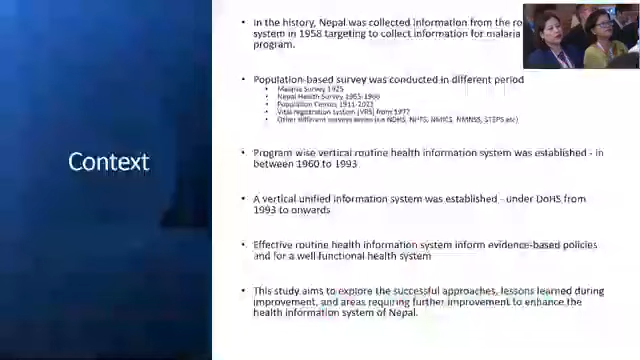 Context
• In the history, Nepal was collected information from the
system in 1958 targeting to collect information for malaria
program.
• Population-based survey was conducted in different period
• Malaria Survey 1925
• Nepal Health Survey 1965-1966
• Population Census 1911-2021
• Vital registration system (VRS) from 1977
• Other different surveys series (i.e NDHS, NMICS, NMNSS, STEPS etc)
• Program wise vertical routine health information system was established - in
between 1960 to 1993
• A vertical unified information system was established - under DoHS from
1993 to onwards
• Effective routine health information system inform evidence-based policies
and for a well-functional health system
• This study aims to explore the successful approaches, lessons learned during
improvement, and areas requiring further improvement to enhance the
health information system of Nepal.